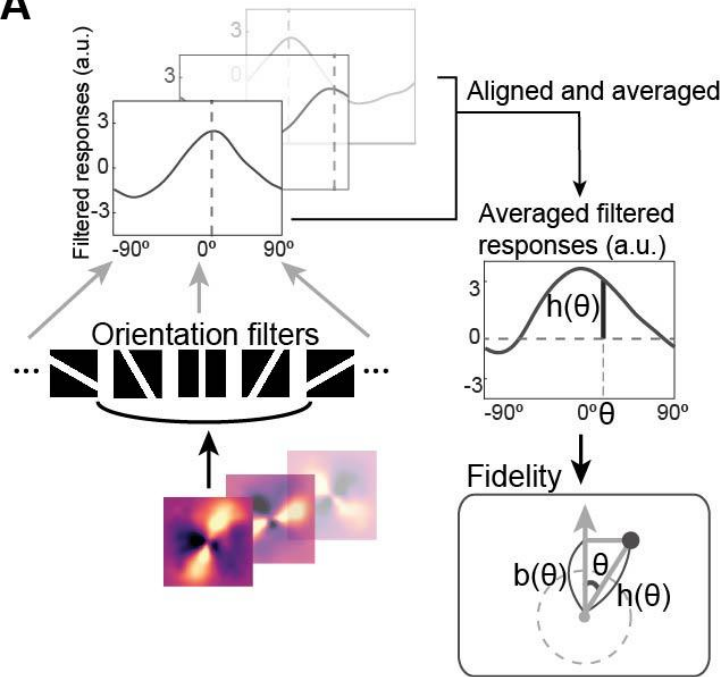 A
Filtered responses (a.u.)
3
0
3
3
0
-3
-90º
0º
90º
Aligned and averaged
Averaged filtered
responses (a.u.)
3
h(θ)
0
-3
-90º
0º
θ
90º
Orientation filters
...
...
Fidelity
b(θ)
θ
h(θ)